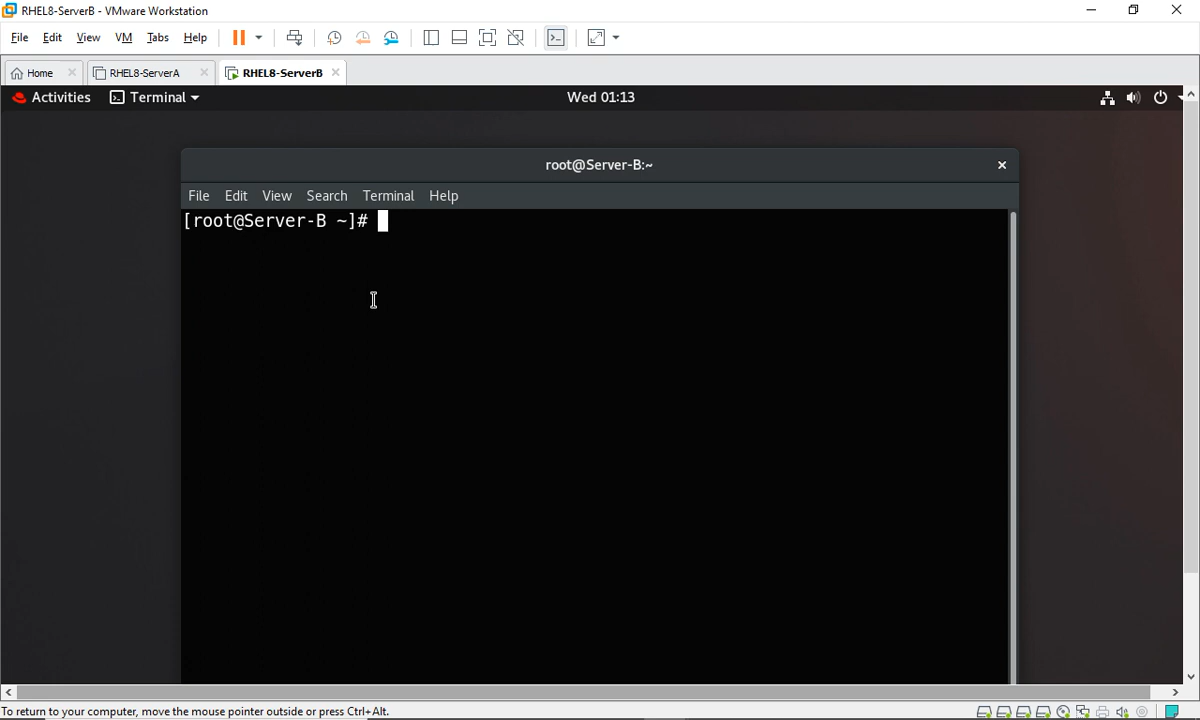 RHEL8-ServerB - VMware Workstation
File Edit View VM Tabs Help
Home RHEL8-ServerA RHEL8-ServerB
Activities Terminal Wed 01:13
root@Server-B:~
File Edit View Search Terminal Help
[root@Server-B ~]#
To return to your computer, move the mouse pointer outside or press Ctrl+Alt.